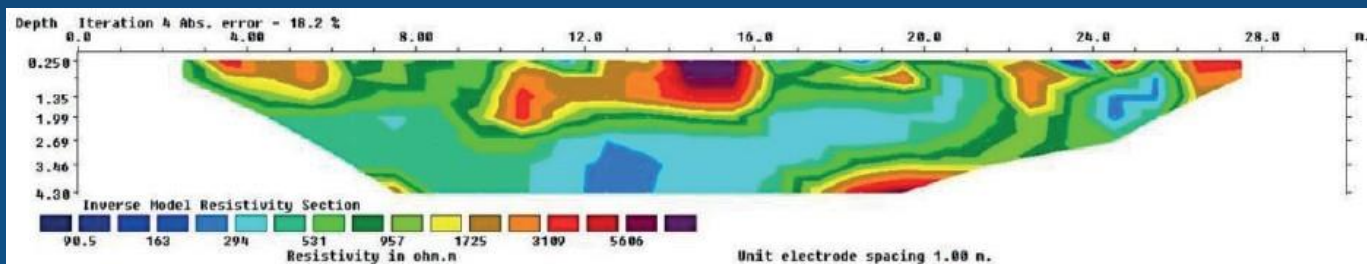 Depth Iteration 4 Abs. error = 18.2 %
0.0 4.00 8.00 12.0 16.0 20.0 24.0 28.0 m.
0.250
1.35
1.99
2.69
3.46
4.30
Inverse Model Resistivity Section
90.5 163 294 531 957 1725 3109 5606
Resistivity in ohm.m Unit electrode spacing 1.00 m.